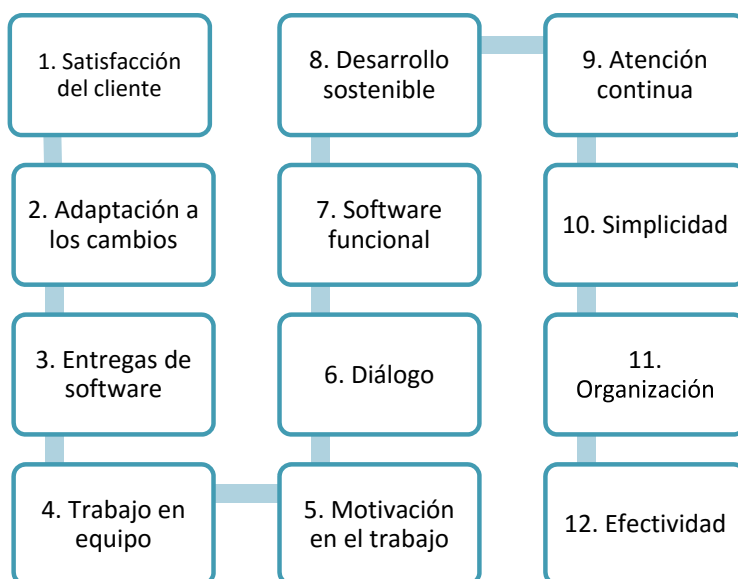 1. Satisfacción
del cliente
2. Adaptación a
los cambios
3. Entregas de
software
4. Trabajo en
equipo
5. Motivación
en el trabajo
6. Diálogo
7. Software
funcional
8. Desarrollo
sostenible
9. Atención
continua
10. Simplicidad
11.
Organización
12. Efectividad